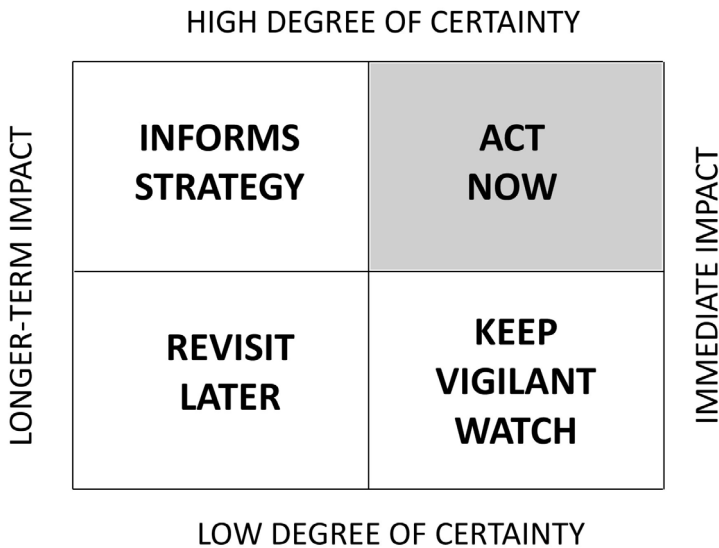 HIGH DEGREE OF CERTAINTY
LONGER-TERM IMPACT
INFORMS
STRATEGY
ACT
NOW
IMMEDIATE IMPACT
REVISIT
LATER
KEEP
VIGILANT
WATCH
LOW DEGREE OF CERTAINTY